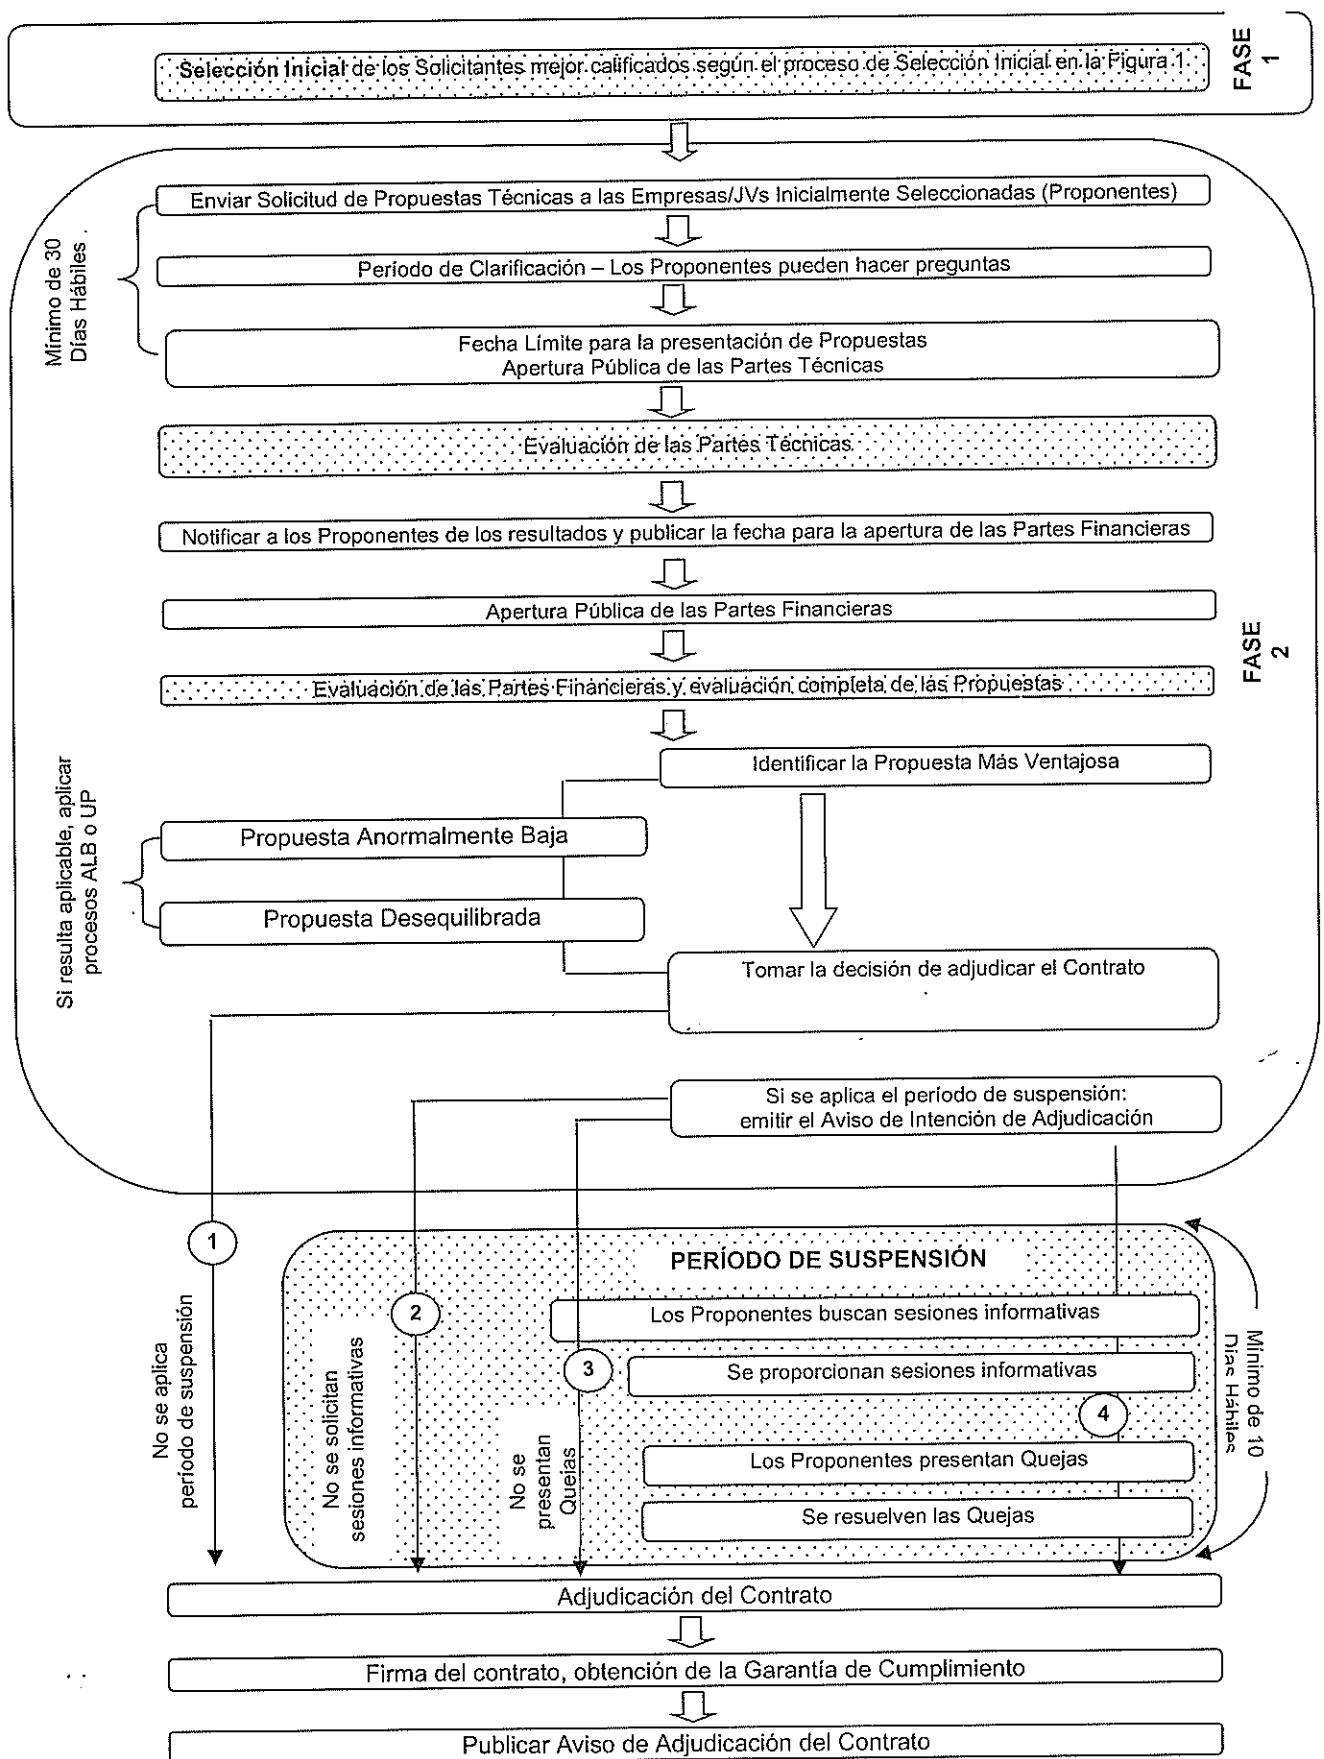 Selección Inicial de los Solicitantes mejor calificados según el proceso de Selección Inicial en la Figura 1.
FASE
1
Enviar Solicitud de Propuestas Técnicas a las Empresas/JVs Inicialmente Seleccionadas (Proponentes)
Mínimo de 30
Días Hábiles
Período de Clarificación – Los Proponentes pueden hacer preguntas
Fecha Límite para la presentación de Propuestas
Apertura Pública de las Partes Técnicas
Evaluación de las Partes Técnicas
Notificar a los Proponentes de los resultados y publicar la fecha para la apertura de las Partes Financieras
Apertura Pública de las Partes Financieras
FASE
2
Evaluación de las Partes Financieras y evaluación completa de las Propuestas
Identificar la Propuesta Más Ventajosa
Si resulta aplicable, aplicar
procesos ALB o UP
Propuesta Anormalmente Baja
Propuesta Desequilibrada
Tomar la decisión de adjudicar el Contrato
Si se aplica el período de suspensión:
emitir el Aviso de Intención de Adjudicación
1
No se aplica
período de suspensión
PERÍODO DE SUSPENSIÓN
2
No se solicitan
sesiones informativas
Los Proponentes buscan sesiones informativas
3
Se proporcionan sesiones informativas
No se
presentan
Quejas
4
Los Proponentes presentan Quejas
Se resuelven las Quejas
Mínimo de 10
Días Hábiles
Adjudicación del Contrato
Firma del contrato, obtención de la Garantía de Cumplimiento
Publicar Aviso de Adjudicación del Contrato